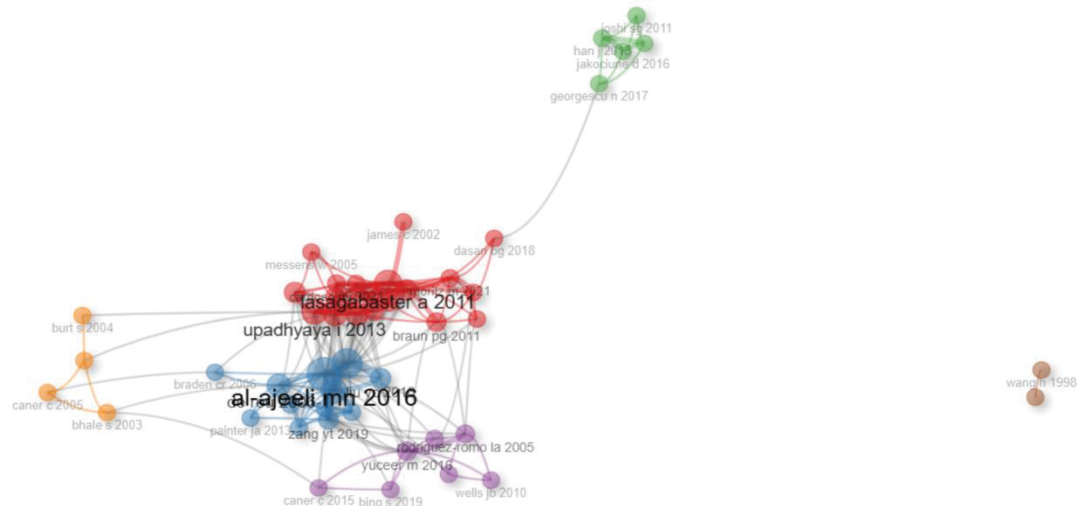 joshi sg 2011
han j 2013
jakociune d 2016
georgescu n 2017
james c 2002
dasan bg 2018
messens w 2005
lasagabaster a 2011
burt s 2004
upadhyaya i 2013
braun pg 2011
braden cr 2006
al-ajeeli mn 2016
caner c 2005
bhale s 2003
painter ja 2013
zang yt 2019
rodriguez-romo la 2005
yuceer m 2016
wells jb 2010
caner c 2015
bing s 2019
wangjn 1998